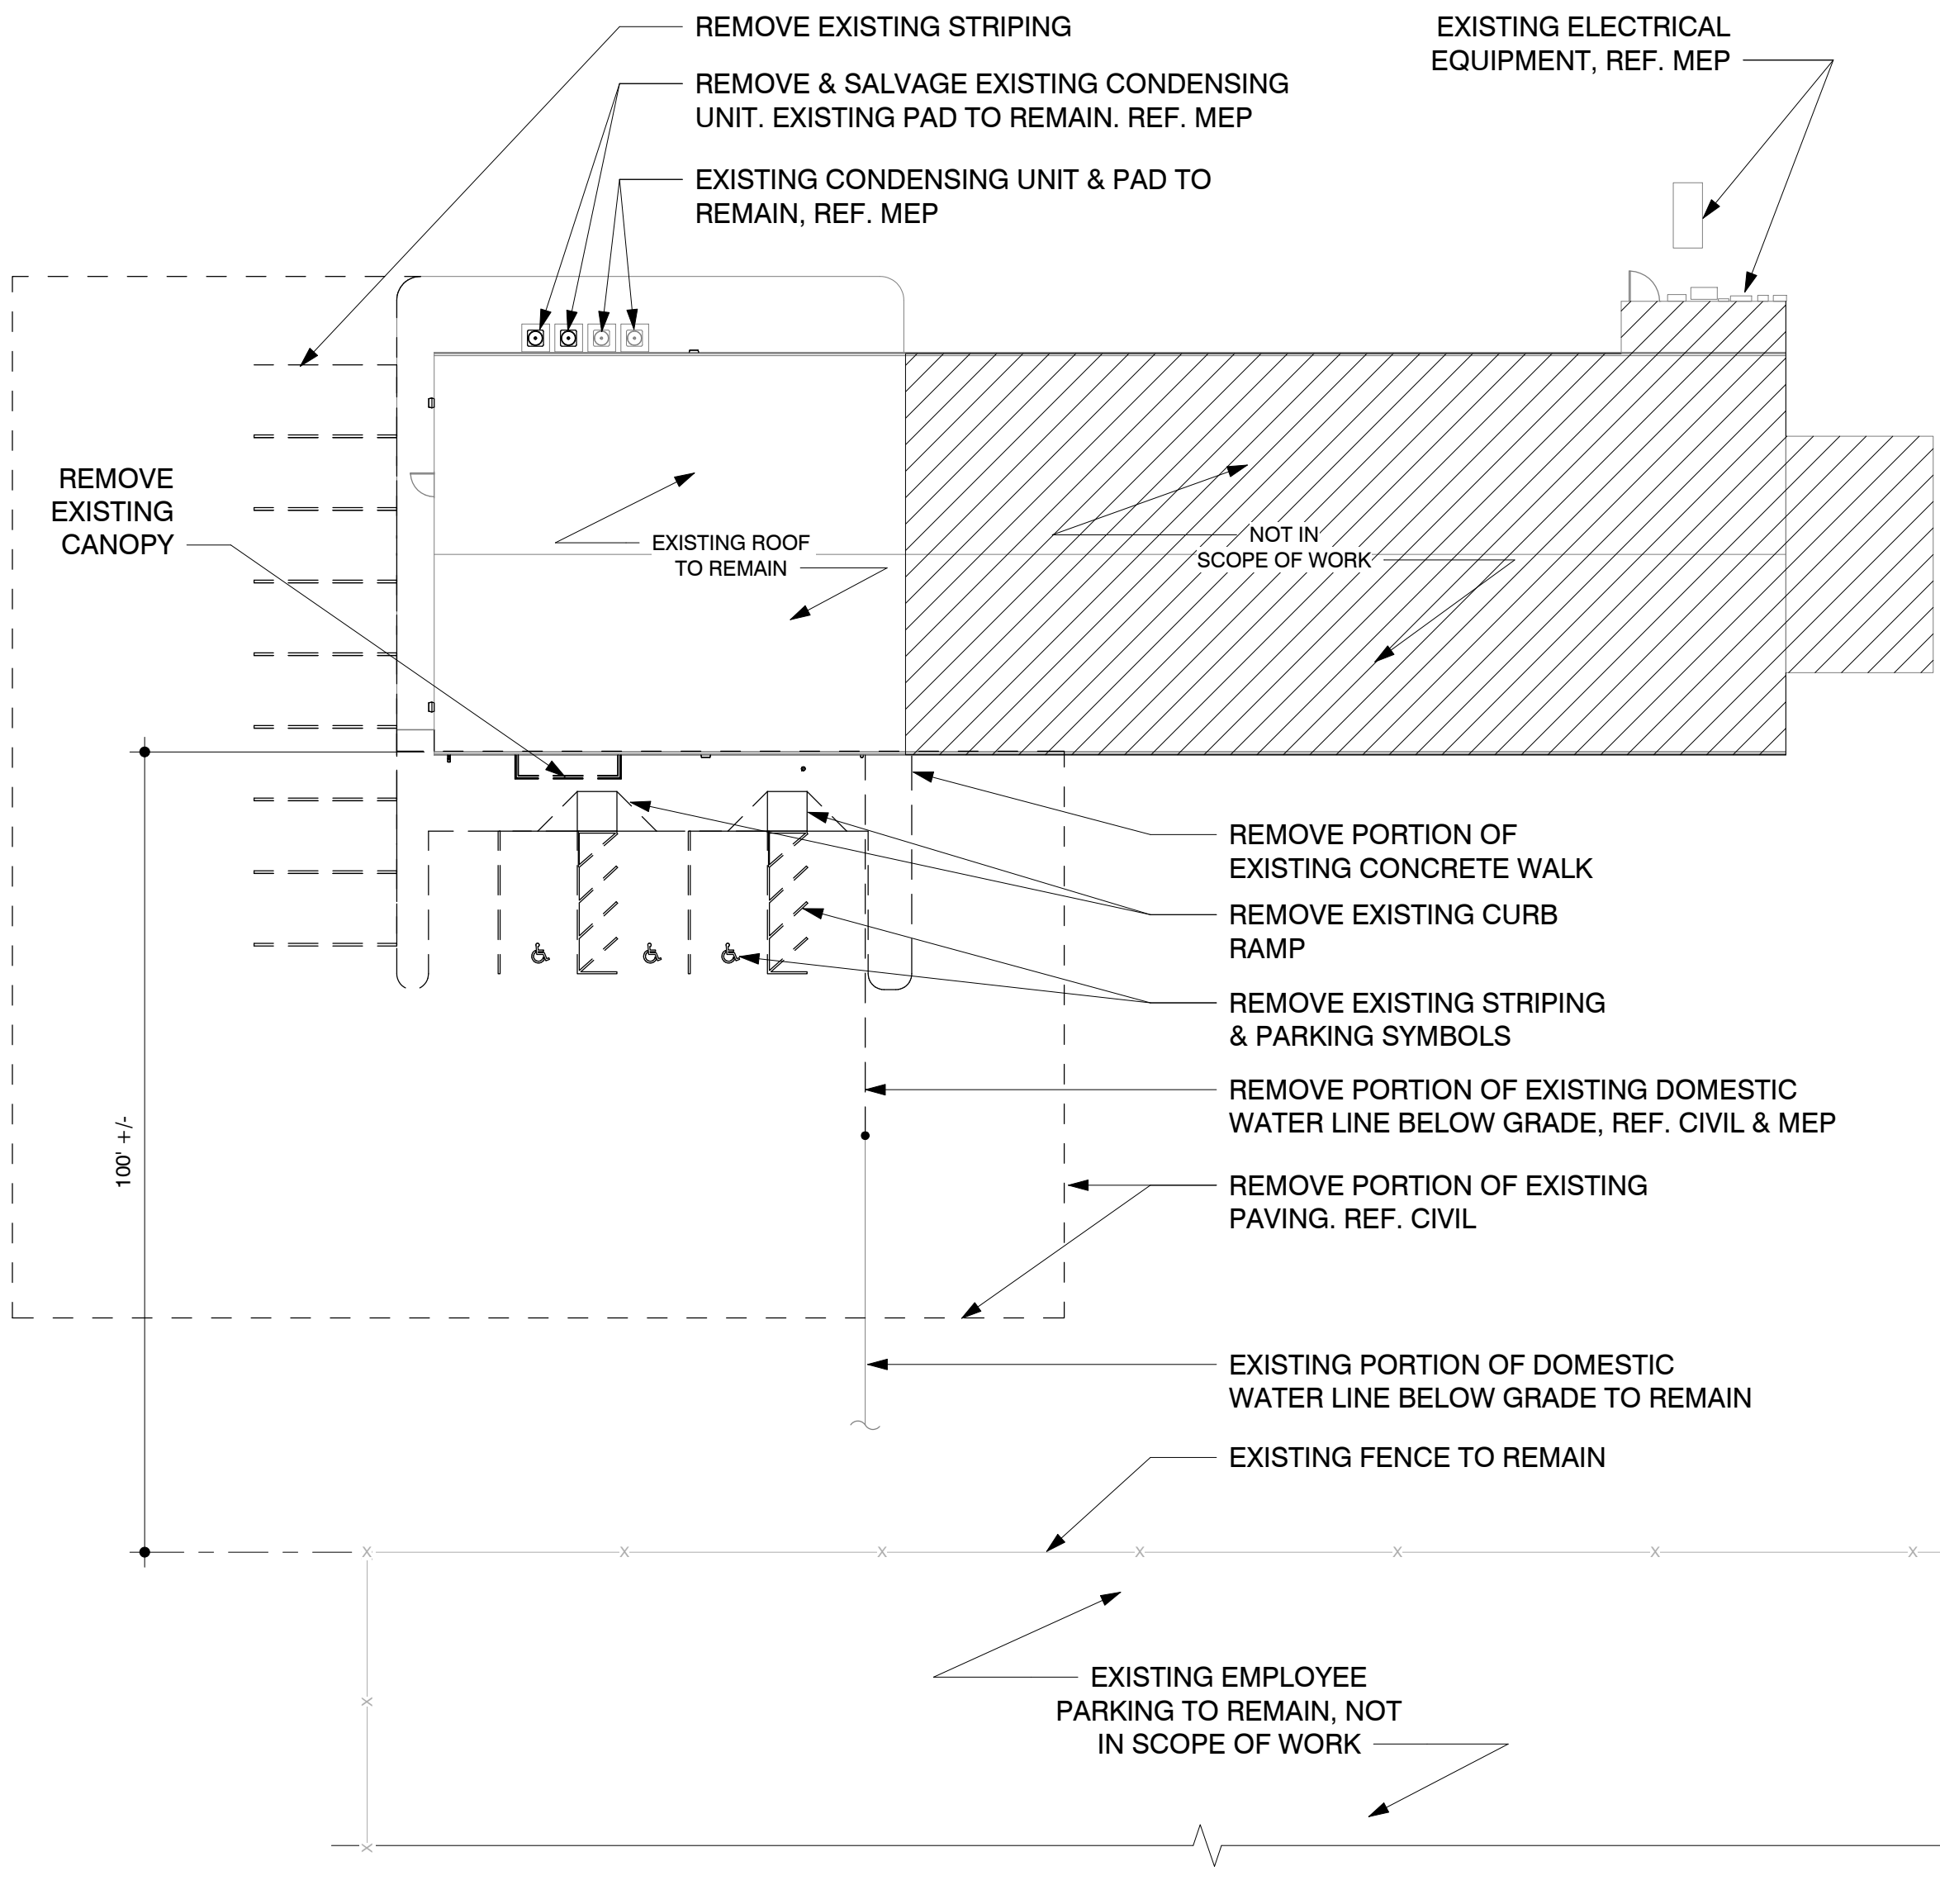 REMOVE EXISTING STRIPING
REMOVE & SALVAGE EXISTING CONDENSING
UNIT. EXISTING PAD TO REMAIN. REF. MEP
EXISTING CONDENSING UNIT & PAD TO
REMAIN, REF. MEP
EXISTING ELECTRICAL
EQUIPMENT, REF. MEP
REMOVE
EXISTING
CANOPY
EXISTING ROOF
TO REMAIN
NOT IN
SCOPE OF WORK
REMOVE PORTION OF
EXISTING CONCRETE WALK
REMOVE EXISTING CURB
RAMP
REMOVE EXISTING STRIPING
& PARKING SYMBOLS
REMOVE PORTION OF EXISTING DOMESTIC
WATER LINE BELOW GRADE, REF. CIVIL & MEP
100' +/-
REMOVE PORTION OF EXISTING
PAVING. REF. CIVIL
EXISTING PORTION OF DOMESTIC
WATER LINE BELOW GRADE TO REMAIN
EXISTING FENCE TO REMAIN
X X X X X X X
X
X
EXISTING EMPLOYEE
PARKING TO REMAIN, NOT
IN SCOPE OF WORK